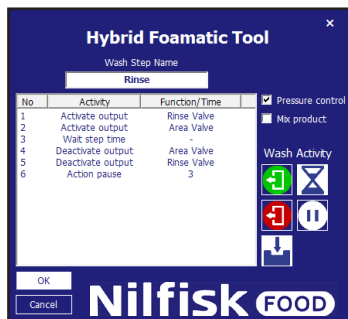 ×
Hybrid Foamatic Tool
Wash Step Name
Rinse
No Activity Function/Time
1 Activate output Rinse Valve
2 Activate output Area Valve
3 Wait step time -
4 Deactivate output Area Valve
5 Deactivate output Rinse Valve
6 Action pause 3
Pressure control
Mix product
Wash Activity
OK
Cancel
Nilfisk FOOD